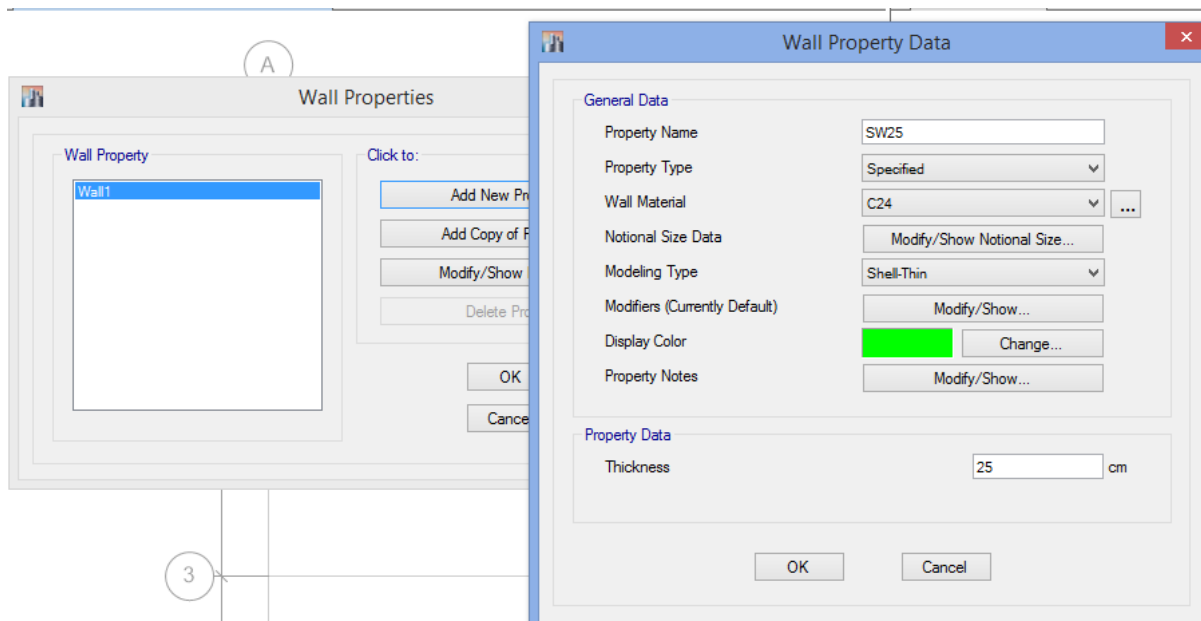 A
Wall Properties
Wall Property
Wall1
Click to:
Add New Pr
Add Copy of P
Modify/Show
Delete Pro
OK
Cance
3
Wall Property Data
General Data
Property Name
SW25
Property Type
Specified
Wall Material
C24
...
Notional Size Data
Modify/Show Notional Size...
Modeling Type
Shell-Thin
Modifiers (Currently Default)
Modify/Show...
Display Color
Change...
Property Notes
Modify/Show...
Property Data
Thickness
25
cm
OK
Cancel